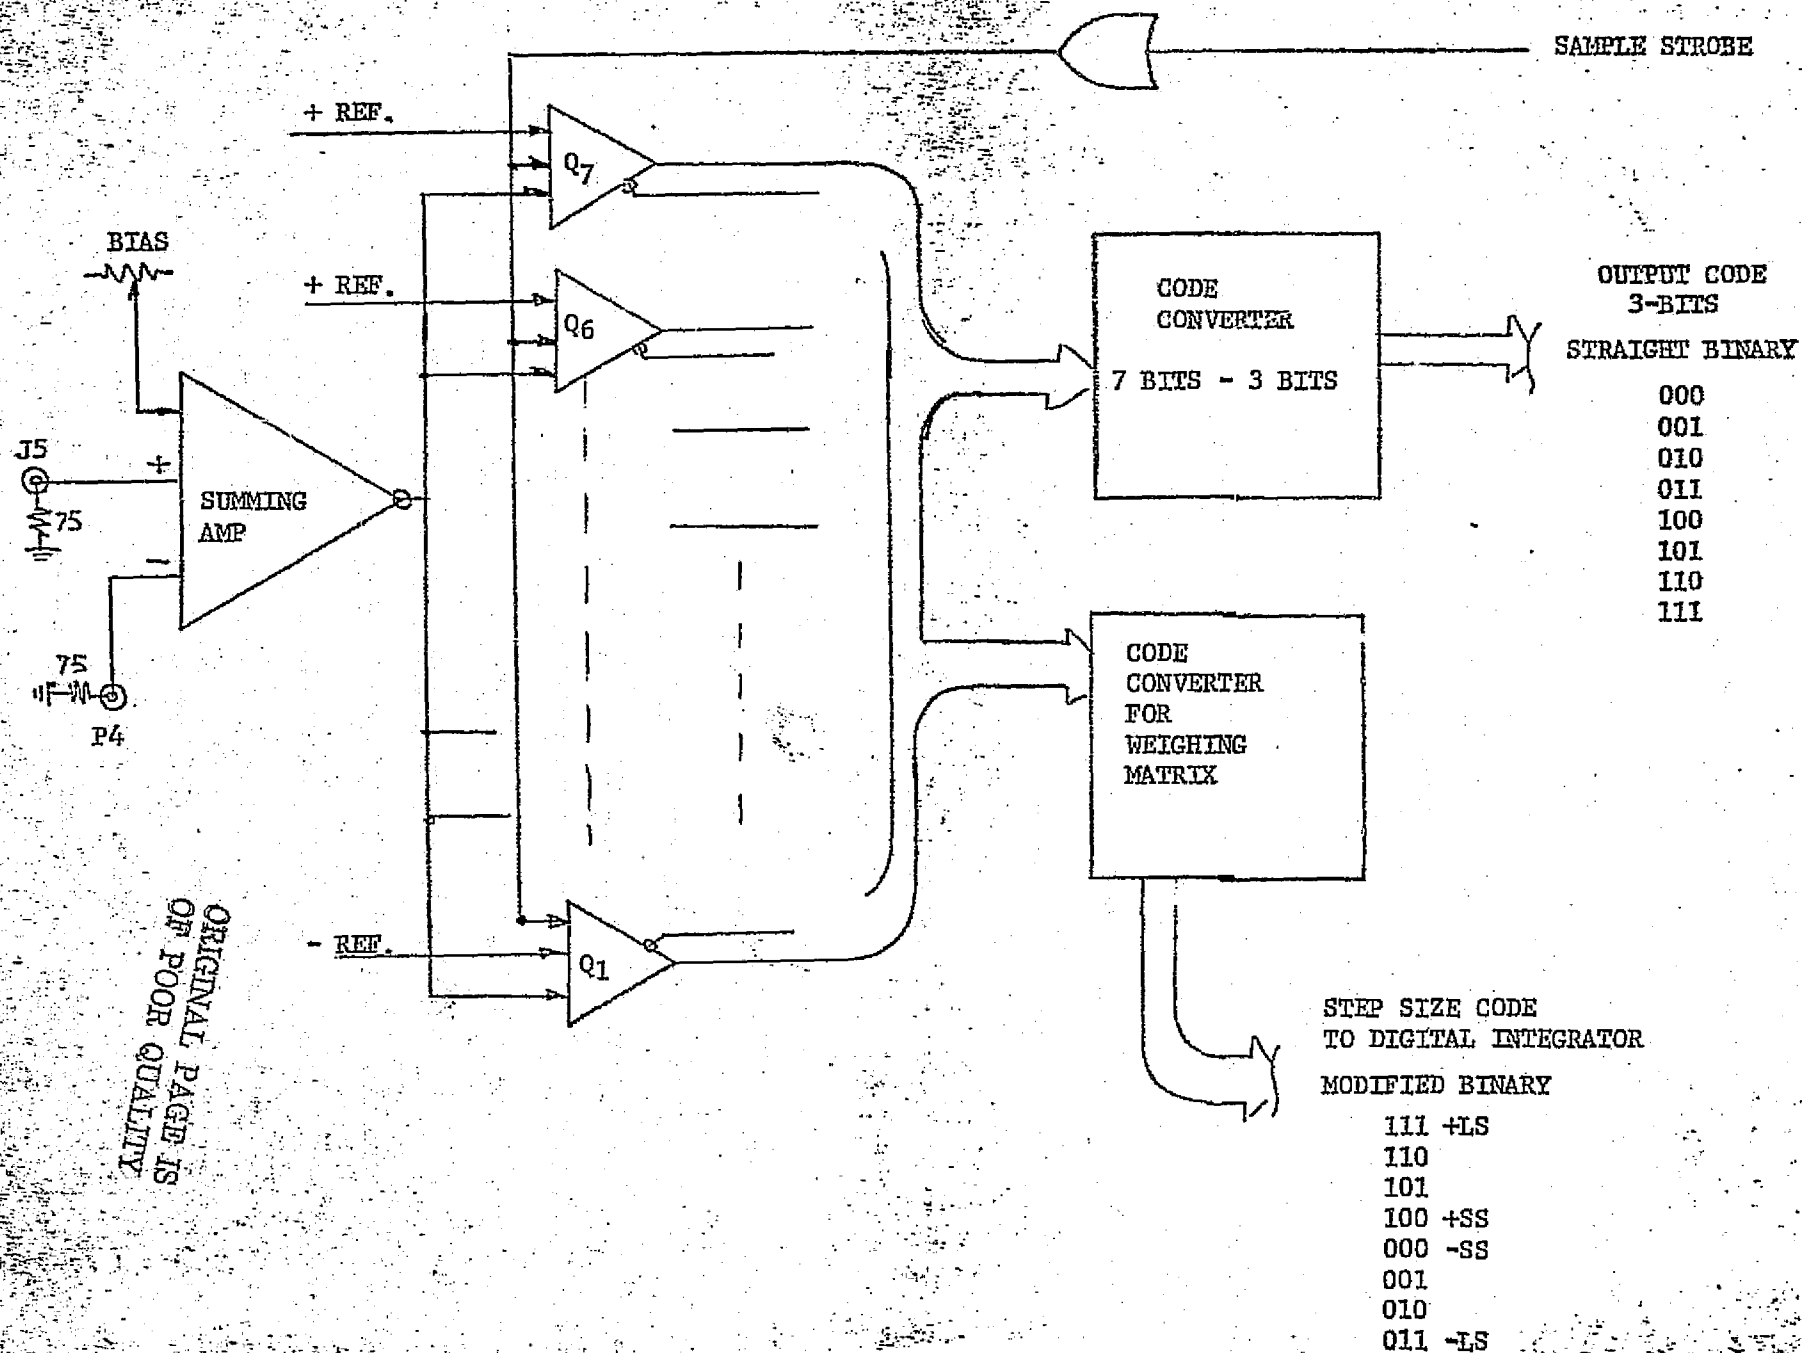 SAMPLE STROBE
+ REF.
Q7
BIAS
+ REF.
Q6
CODE
CONVERTER
7 BITS - 3 BITS
OUTPUT CODE
3-BITS
STRAIGHT BINARY
000
001
010
011
100
101
110
111
J5
+
75
SUMMING
AMP
-
75
P4
CODE
CONVERTER
FOR
WEIGHING
MATRIX
- REF.
Q1
ORIGINAL PAGE IS
OF POOR QUALITY
STEP SIZE CODE
TO DIGITAL INTEGRATOR
MODIFIED BINARY
111 +LS
110
101
100 +SS
000 -SS
001
010
011 -LS